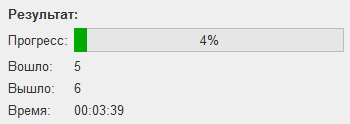 Результат:
Прогресс: 4%
Вошло: 5
Вышло: 6
Время: 00:03:39